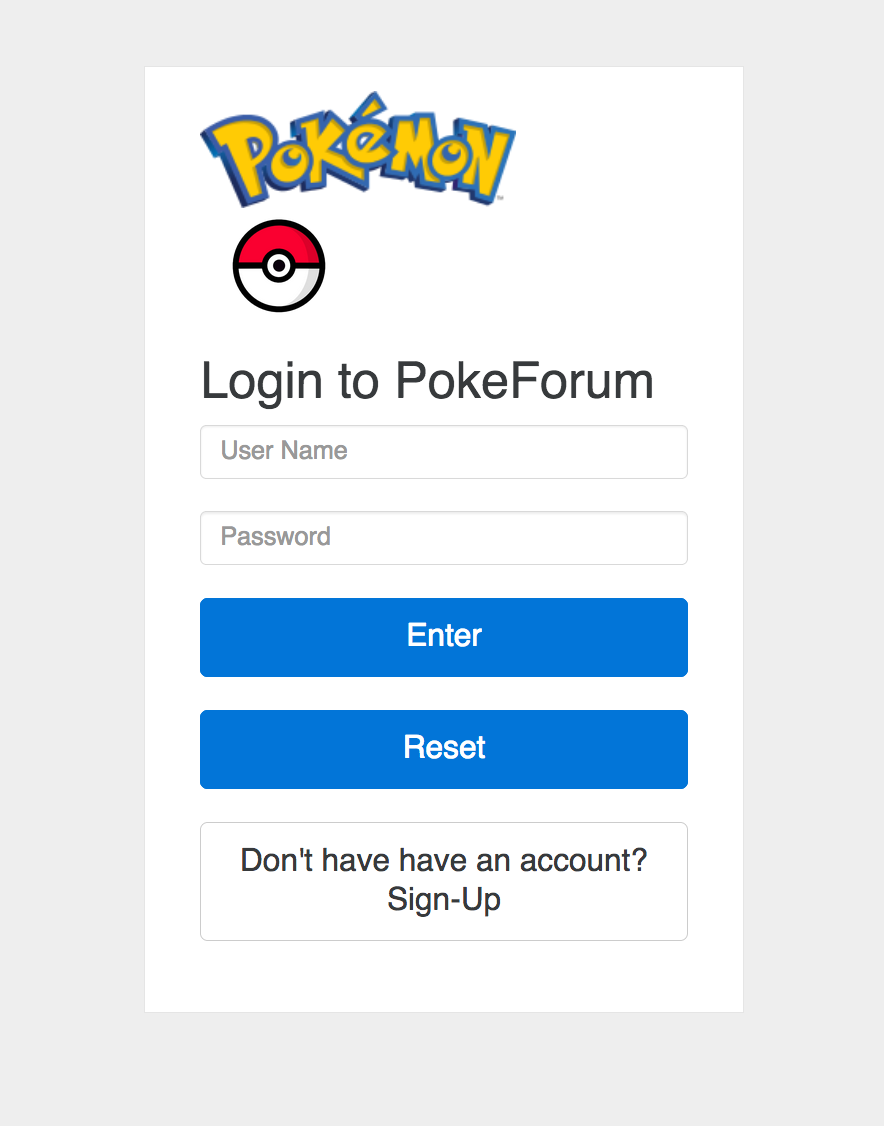 Pokémon
Login to PokeForum
User Name
Password
Enter
Reset
Don't have have an account?
Sign-Up